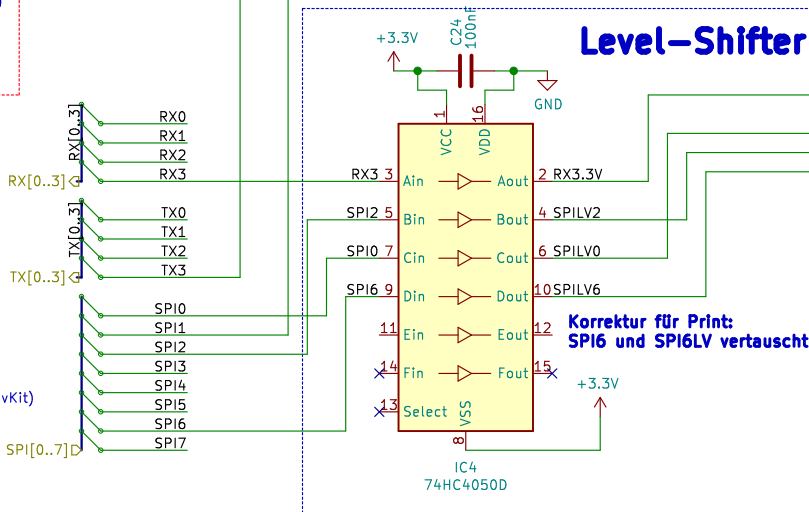 C24
100nF
+3.3V
Level-Shifter
GND
1
16
VCC
VDD
RX[0..3]
RX0
RX1
RX2
RX3
RX[0..3]
RX3 3 Ain Aout 2 RX3.3V
TX[0..3]
TX0
TX1
TX2
TX3
TX[0..3]
SPI2 5 Bin Bout 4 SPILV2
SPI0 7 Cin Cout 6 SPILV0
SPI6 9 Din Dout 10 SPILV6
SPI0
SPI1
SPI2
SPI3
SPI4
SPI5
SPI6
SPI7
11 Ein Eout 12
Korrektur für Print:
SPI6 und SPI6LV vertauscht
14 Fin Fout 15
+3.3V
vKit)
13 Select
VSS
8
SPI[0..7]
IC4
74HC4050D